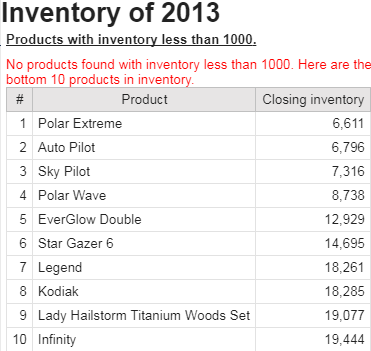 Inventory of 2013
Products with inventory less than 1000.
No products found with inventory less than 1000. Here are the
bottom 10 products in inventory.
# Product Closing inventory
1 Polar Extreme 6,611
2 Auto Pilot 6,796
3 Sky Pilot 7,316
4 Polar Wave 8,738
5 EverGlow Double 12,929
6 Star Gazer 6 14,695
7 Legend 18,261
8 Kodiak 18,285
9 Lady Hailstorm Titanium Woods Set 19,077
10 Infinity 19,444